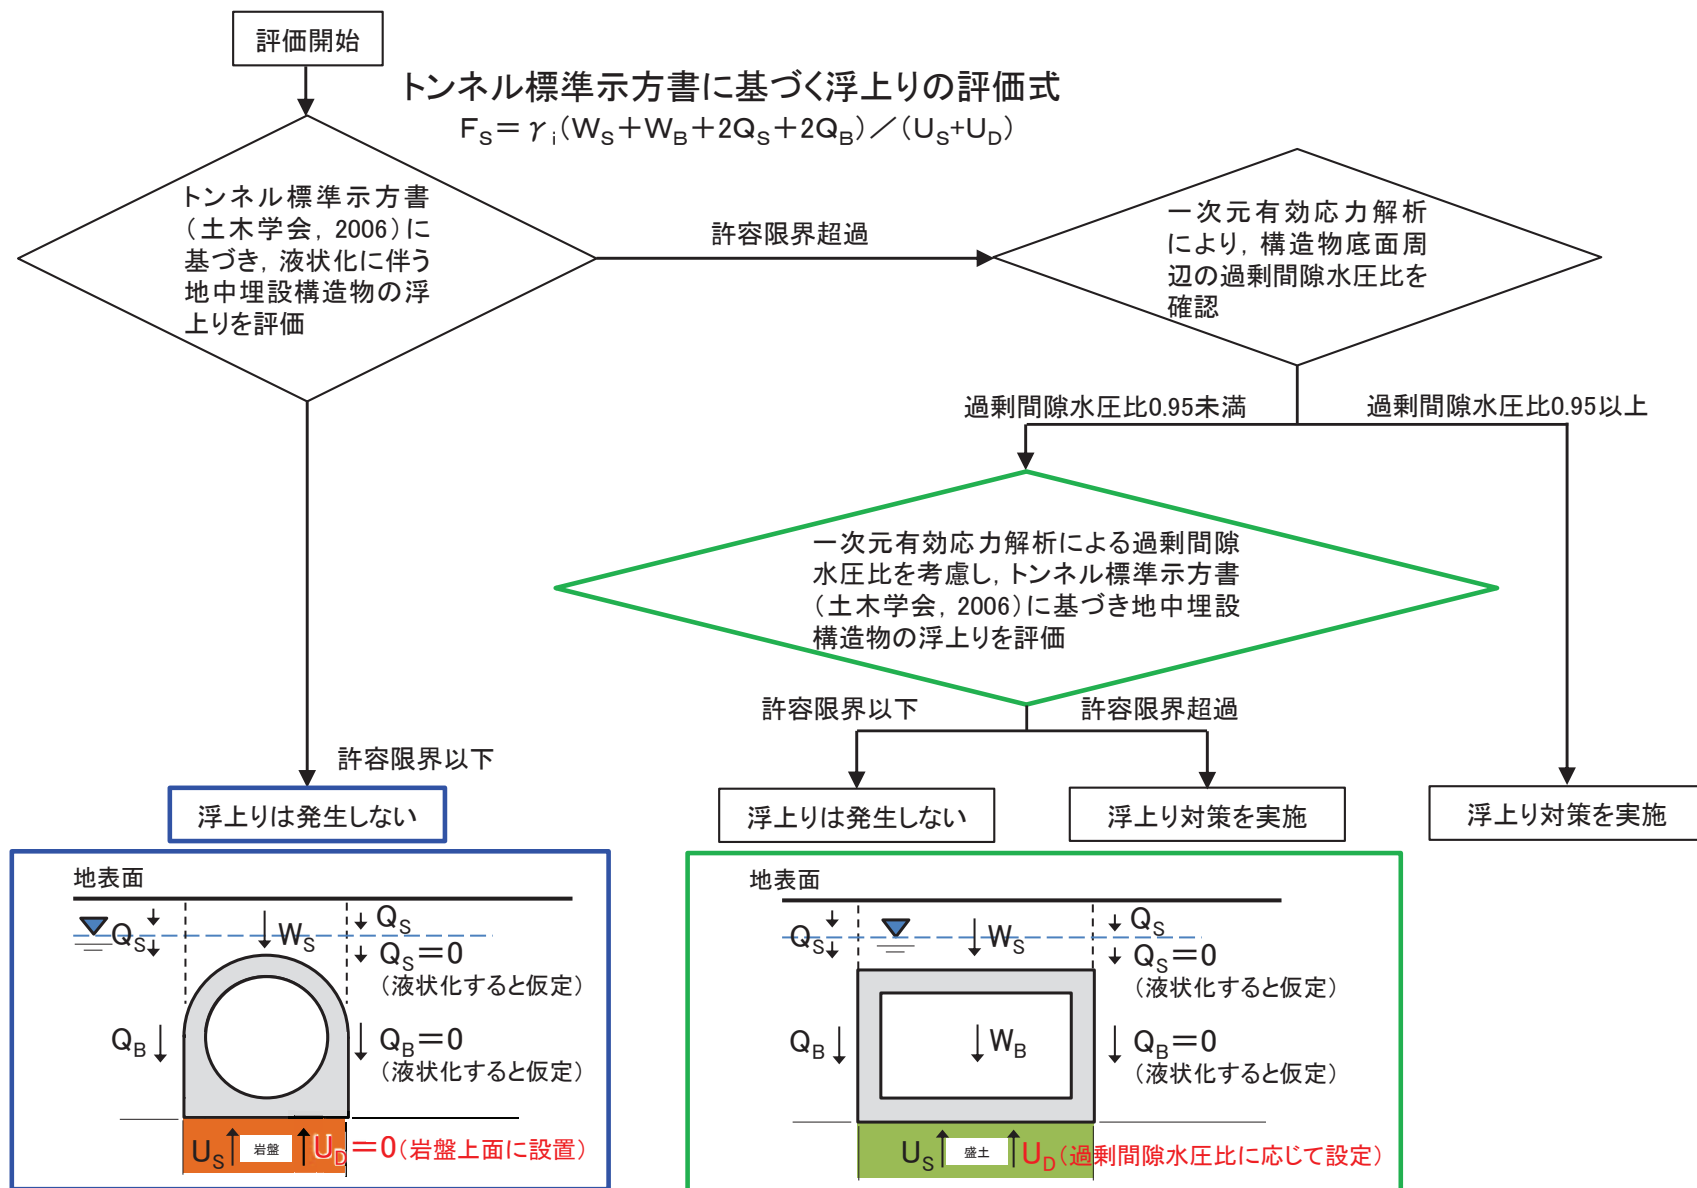 評価開始
トンネル標準示方書に基づく浮上りの評価式
FS=γi(WS+WB+2QS+2QB)/(US+UD)
トンネル標準示方書
(土木学会, 2006)に
基づき, 液状化に伴う
地中埋設構造物の浮
上りを評価
許容限界超過
一次元有効応力解析
により, 構造物底面周
辺の過剰間隙水圧比を
確認
過剰間隙水圧比0.95未満
過剰間隙水圧比0.95以上
一次元有効応力解析による過剰間隙
水圧比を考慮し, トンネル標準示方書
(土木学会, 2006)に基づき地中埋設
構造物の浮上りを評価
許容限界以下
許容限界超過
許容限界以下
浮上りは発生しない
浮上りは発生しない
浮上り対策を実施
浮上り対策を実施
地表面
QS
WS
QS
QS=0
(液状化すると仮定)
QB
QB=0
(液状化すると仮定)
US
岩盤
UD=0(岩盤上面に設置)
地表面
QS
WS
QS
QS=0
(液状化すると仮定)
QB
WB
QB=0
(液状化すると仮定)
US
盛土
UD(過剰間隙水圧比に応じて設定)